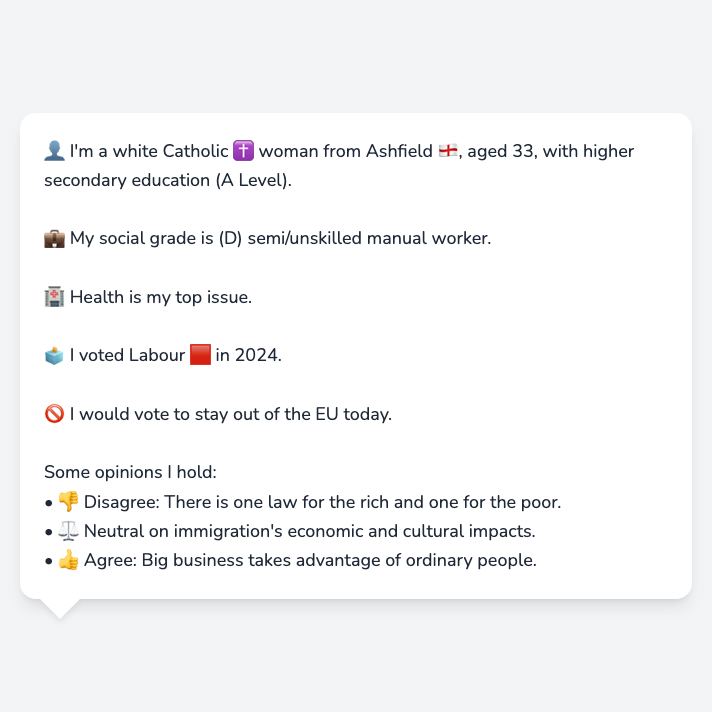 👤 I'm a white Catholic ✝️ woman from Ashfield 🏴󠁧󠁢󠁥󠁮󠁧󠁿, aged 33, with higher
secondary education (A Level).
💼 My social grade is (D) semi/unskilled manual worker.
🏥 Health is my top issue.
🗳️ I voted Labour 🟥 in 2024.
🚫 I would vote to stay out of the EU today.
Some opinions I hold:
• 👎 Disagree: There is one law for the rich and one for the poor.
• ⚖️ Neutral on immigration's economic and cultural impacts.
• 👍 Agree: Big business takes advantage of ordinary people.